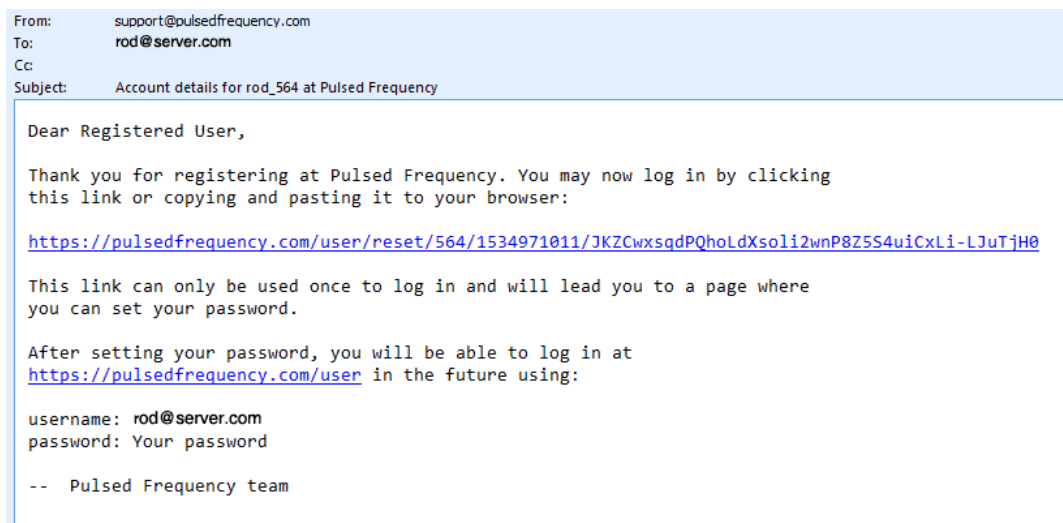 From: support@pulsedfrequency.com
To: rod@server.com
Cc:
Subject: Account details for rod_564 at Pulsed Frequency
Dear Registered User,
Thank you for registering at Pulsed Frequency. You may now log in by clicking
this link or copying and pasting it to your browser:
https://pulsedfrequency.com/user/reset/564/1534971011/JKZCwxsqdPQhoLdXsoli2wnP8Z5S4uiCxLi-LJuTjH0
This link can only be used once to log in and will lead you to a page where
you can set your password.
After setting your password, you will be able to log in at
https://pulsedfrequency.com/user in the future using:
username: rod@server.com
password: Your password
-- Pulsed Frequency team